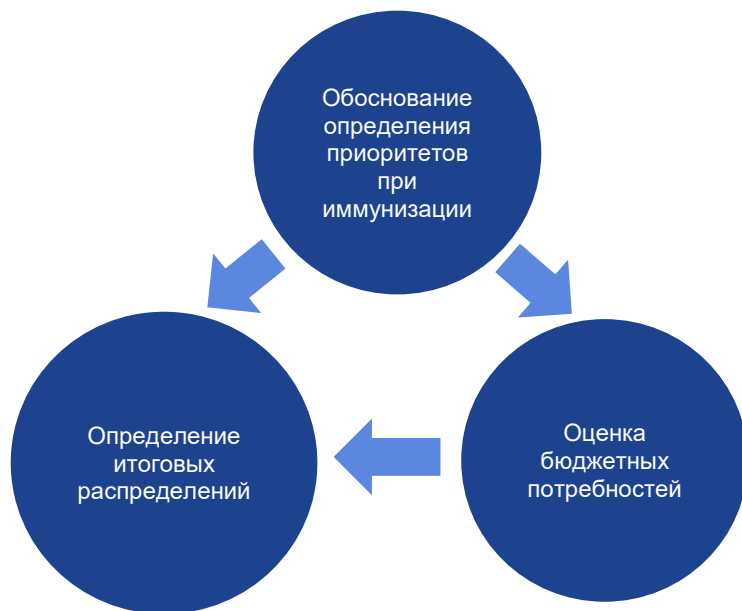 Обоснование
определения
приоритетов
при
иммунизации
Определение
итоговых
распределений
Оценка
бюджетных
потребностей